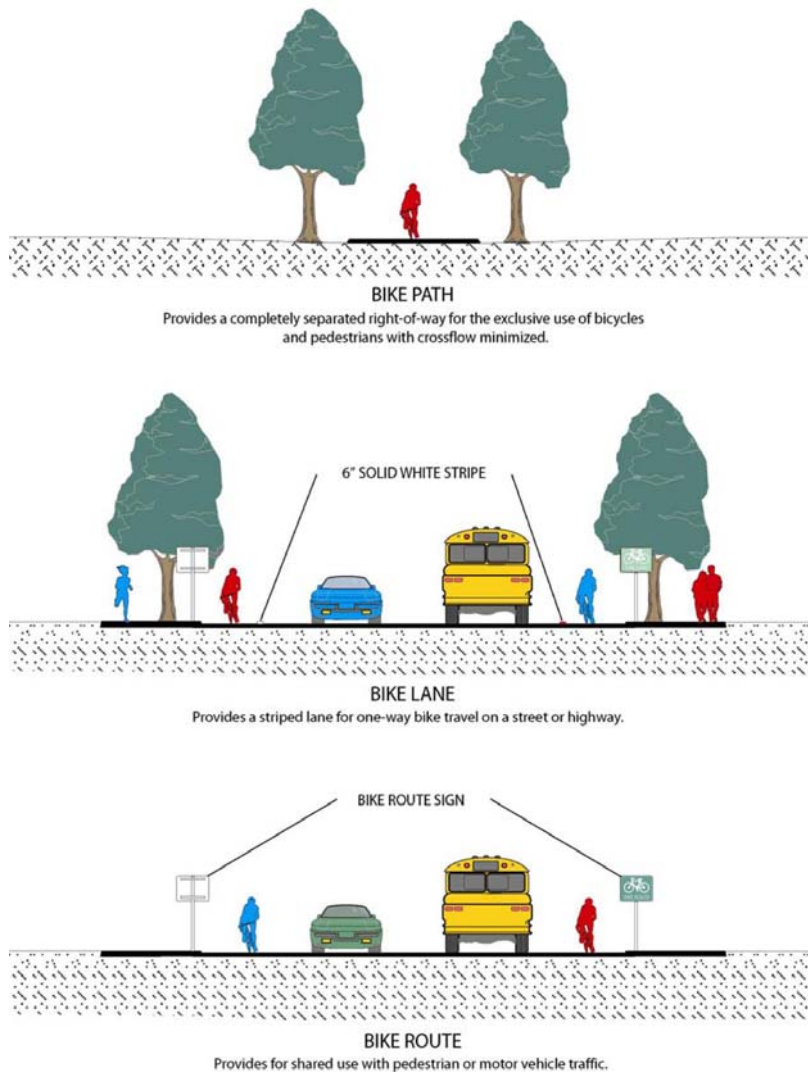 BIKE PATH
Provides a completely separated right-of-way for the exclusive use of bicycles
and pedestrians with crossflow minimized.
6" SOLID WHITE STRIPE
BIKE LANE
Provides a striped lane for one-way bike travel on a street or highway.
BIKE ROUTE SIGN
BIKE ROUTE
BIKE ROUTE
Provides for shared use with pedestrian or motor vehicle traffic.